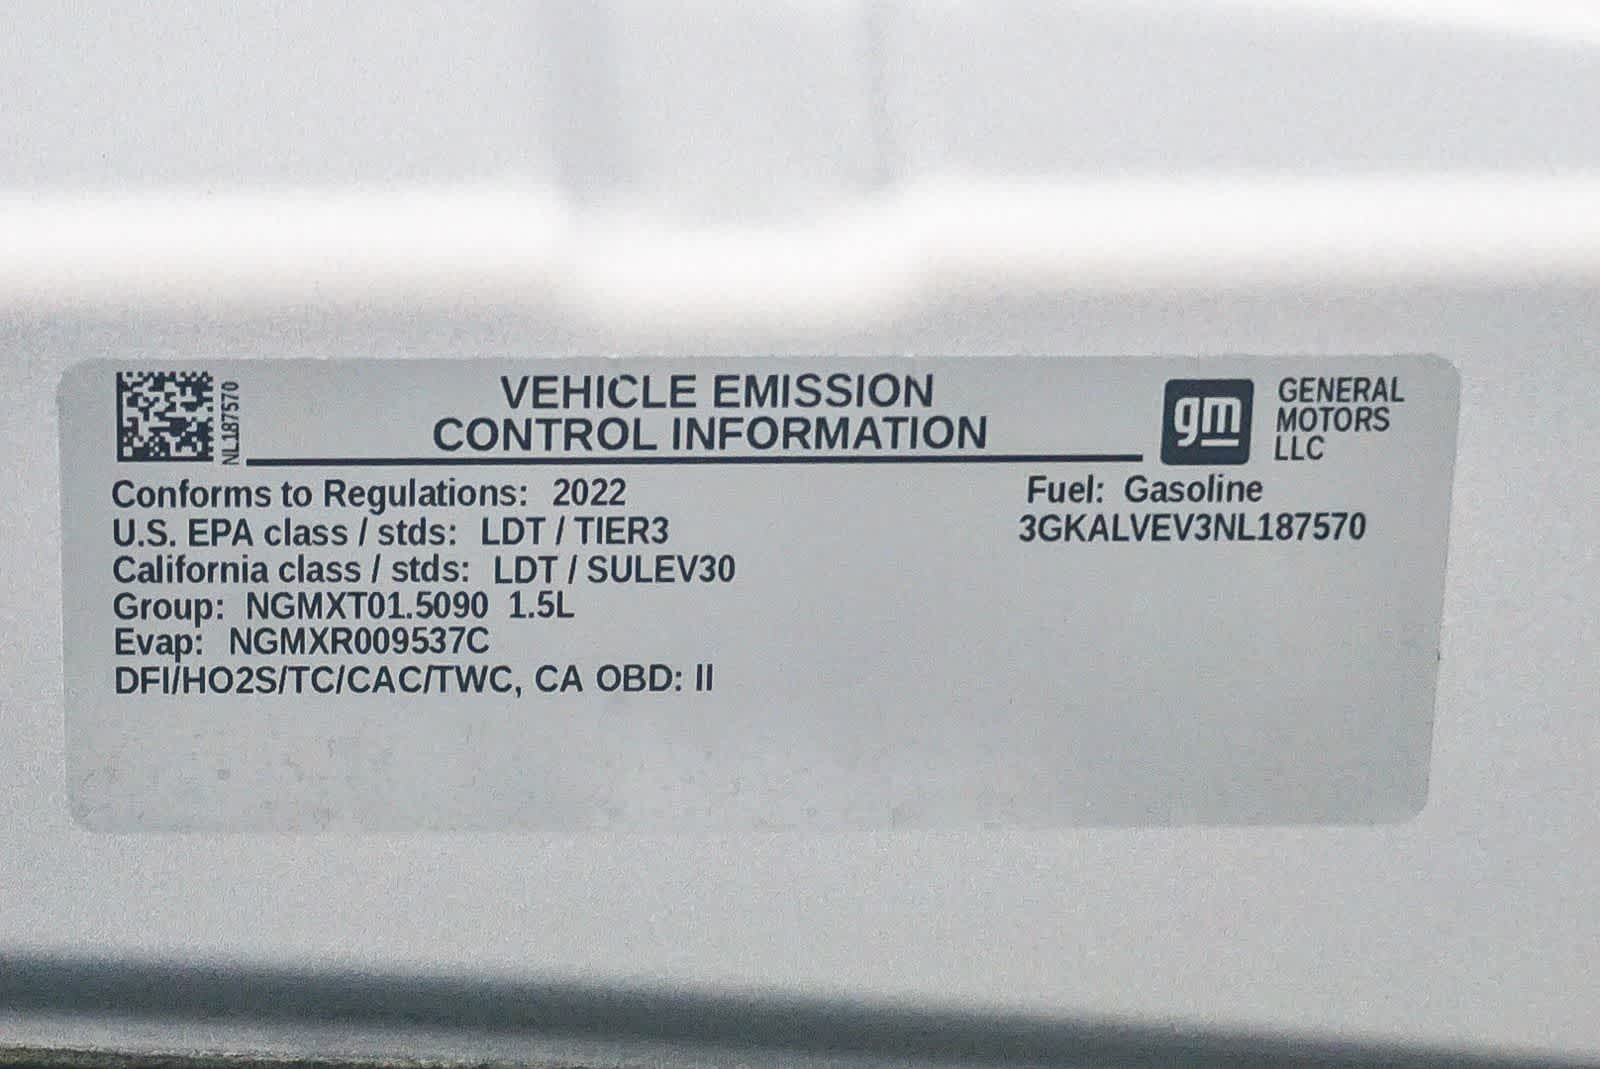 NL187570
VEHICLE EMISSION
CONTROL INFORMATION
gm
GENERAL
MOTORS
LLC
Conforms to Regulations: 2022
U.S. EPA class / stds: LDT / TIER3
California class / stds: LDT / SULEV30
Group: NGMXT01.5090 1.5L
Evap: NGMXR009537C
DFI/HO2S/TC/CAC/TWC, CA OBD: II
Fuel: Gasoline
3GKALVEV3NL187570